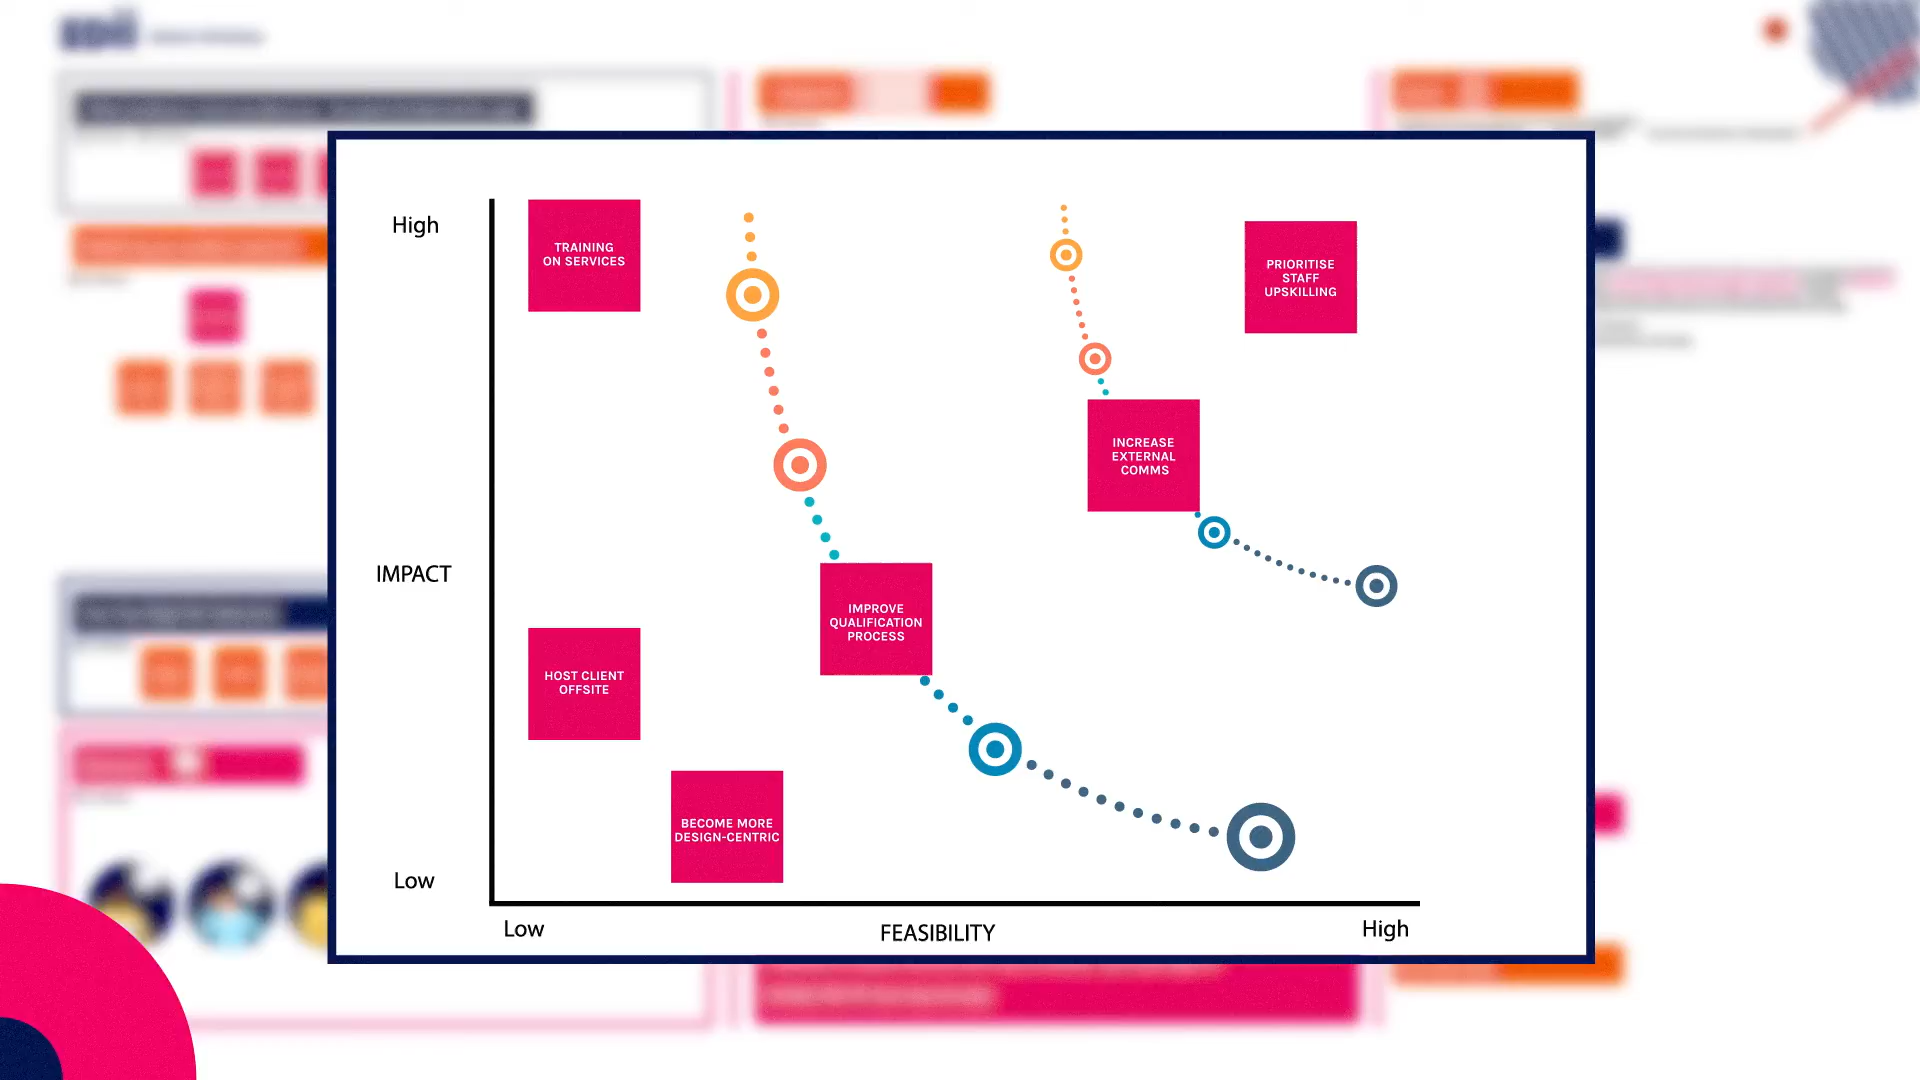 High
TRAINING
ON SERVICES
PRIORITISE
STAFF
UPSKILLING
INCREASE
EXTERNAL
COMMS
IMPACT
IMPROVE
QUALIFICATION
PROCESS
HOST CLIENT
OFFSITE
BECOME MORE
DESIGN-CENTRIC
Low
Low
FEASIBILITY
High